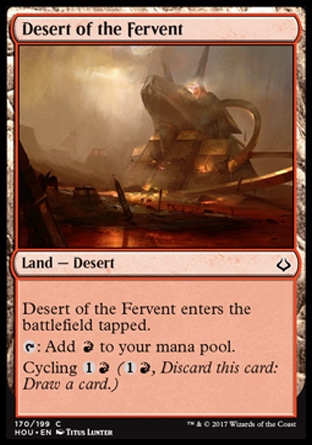 Desert of the Fervent
Land — Desert
Desert of the Fervent enters the
battlefield tapped.
: Add to your mana pool.
Cycling 1 (1 , Discard this card:
Draw a card.)
170/199 C
HOU • EN Titus Lunter
™ & © 2017 Wizards of the Coast